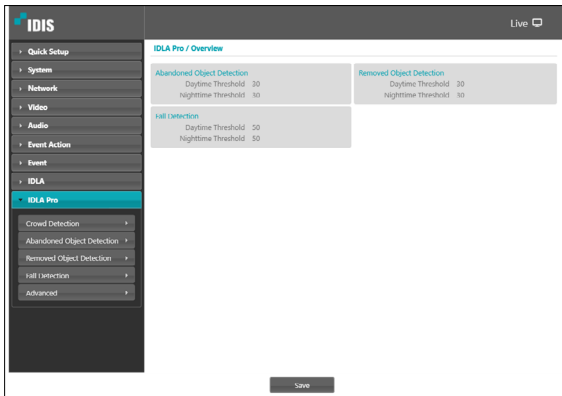 IDIS
Live
Quick Setup
System
Network
Video
Audio
Event Action
Event
IDLA
IDLA Pro
Crowd Detection
Abandoned Object Detection
Removed Object Detection
Fall Detection
Advanced
IDLA Pro / Overview
Abandoned Object Detection
Daytime Threshold 30
Nighttime Threshold 30
Removed Object Detection
Daytime Threshold 30
Nighttime Threshold 30
Fall Detection
Daytime Threshold 50
Nighttime Threshold 50
Save